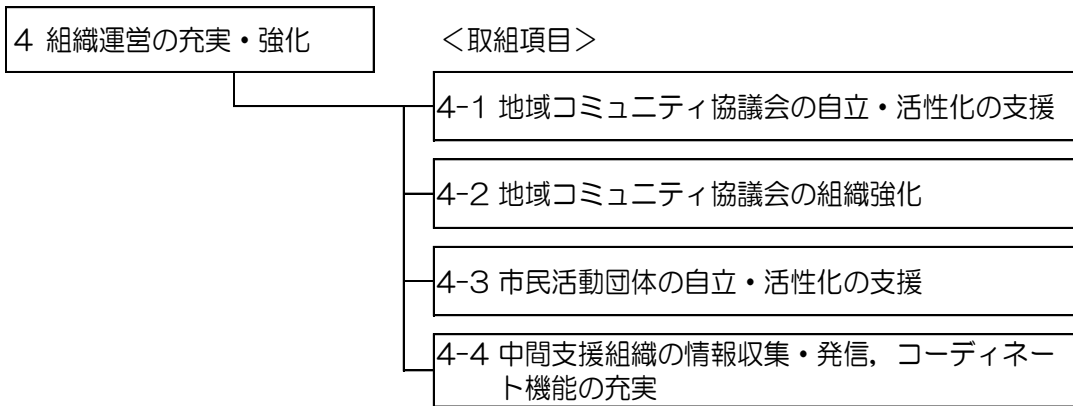 4 組織運営の充実・強化
＜取組項目＞
4-1 地域コミュニティ協議会の自立・活性化の支援
4-2 地域コミュニティ協議会の組織強化
4-3 市民活動団体の自立・活性化の支援
4-4 中間支援組織の情報収集・発信，コーディネー
ト機能の充実